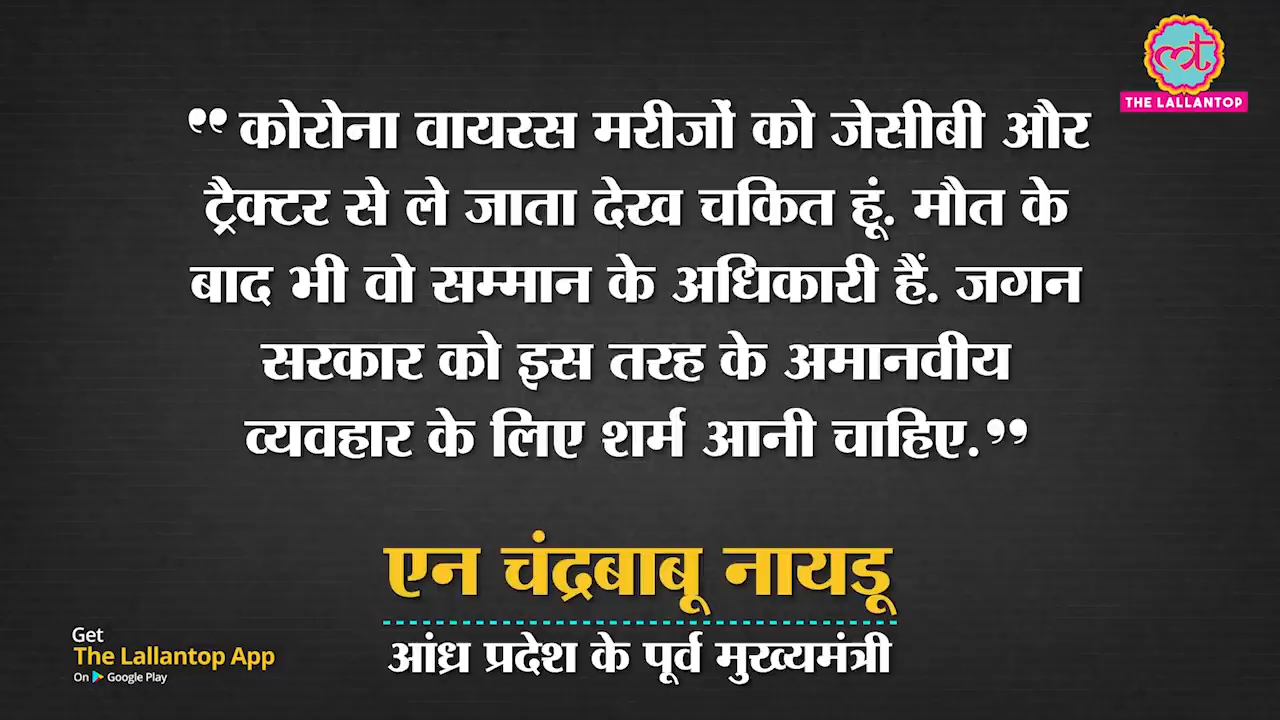 THE LALLANTOP
“कोरोना वायरस मरीजों को जेसीबी और
ट्रैक्टर से ले जाता देख चकित हूं. मौत के
बाद भी वो सम्मान के अधिकारी हैं. जगन
सरकार को इस तरह के अमानवीय
व्यवहार के लिए शर्म आनी चाहिए.”
एन चंद्रबाबू नायडू
आंध्र प्रदेश के पूर्व मुख्यमंत्री
Get
The Lallantop App
On Google Play